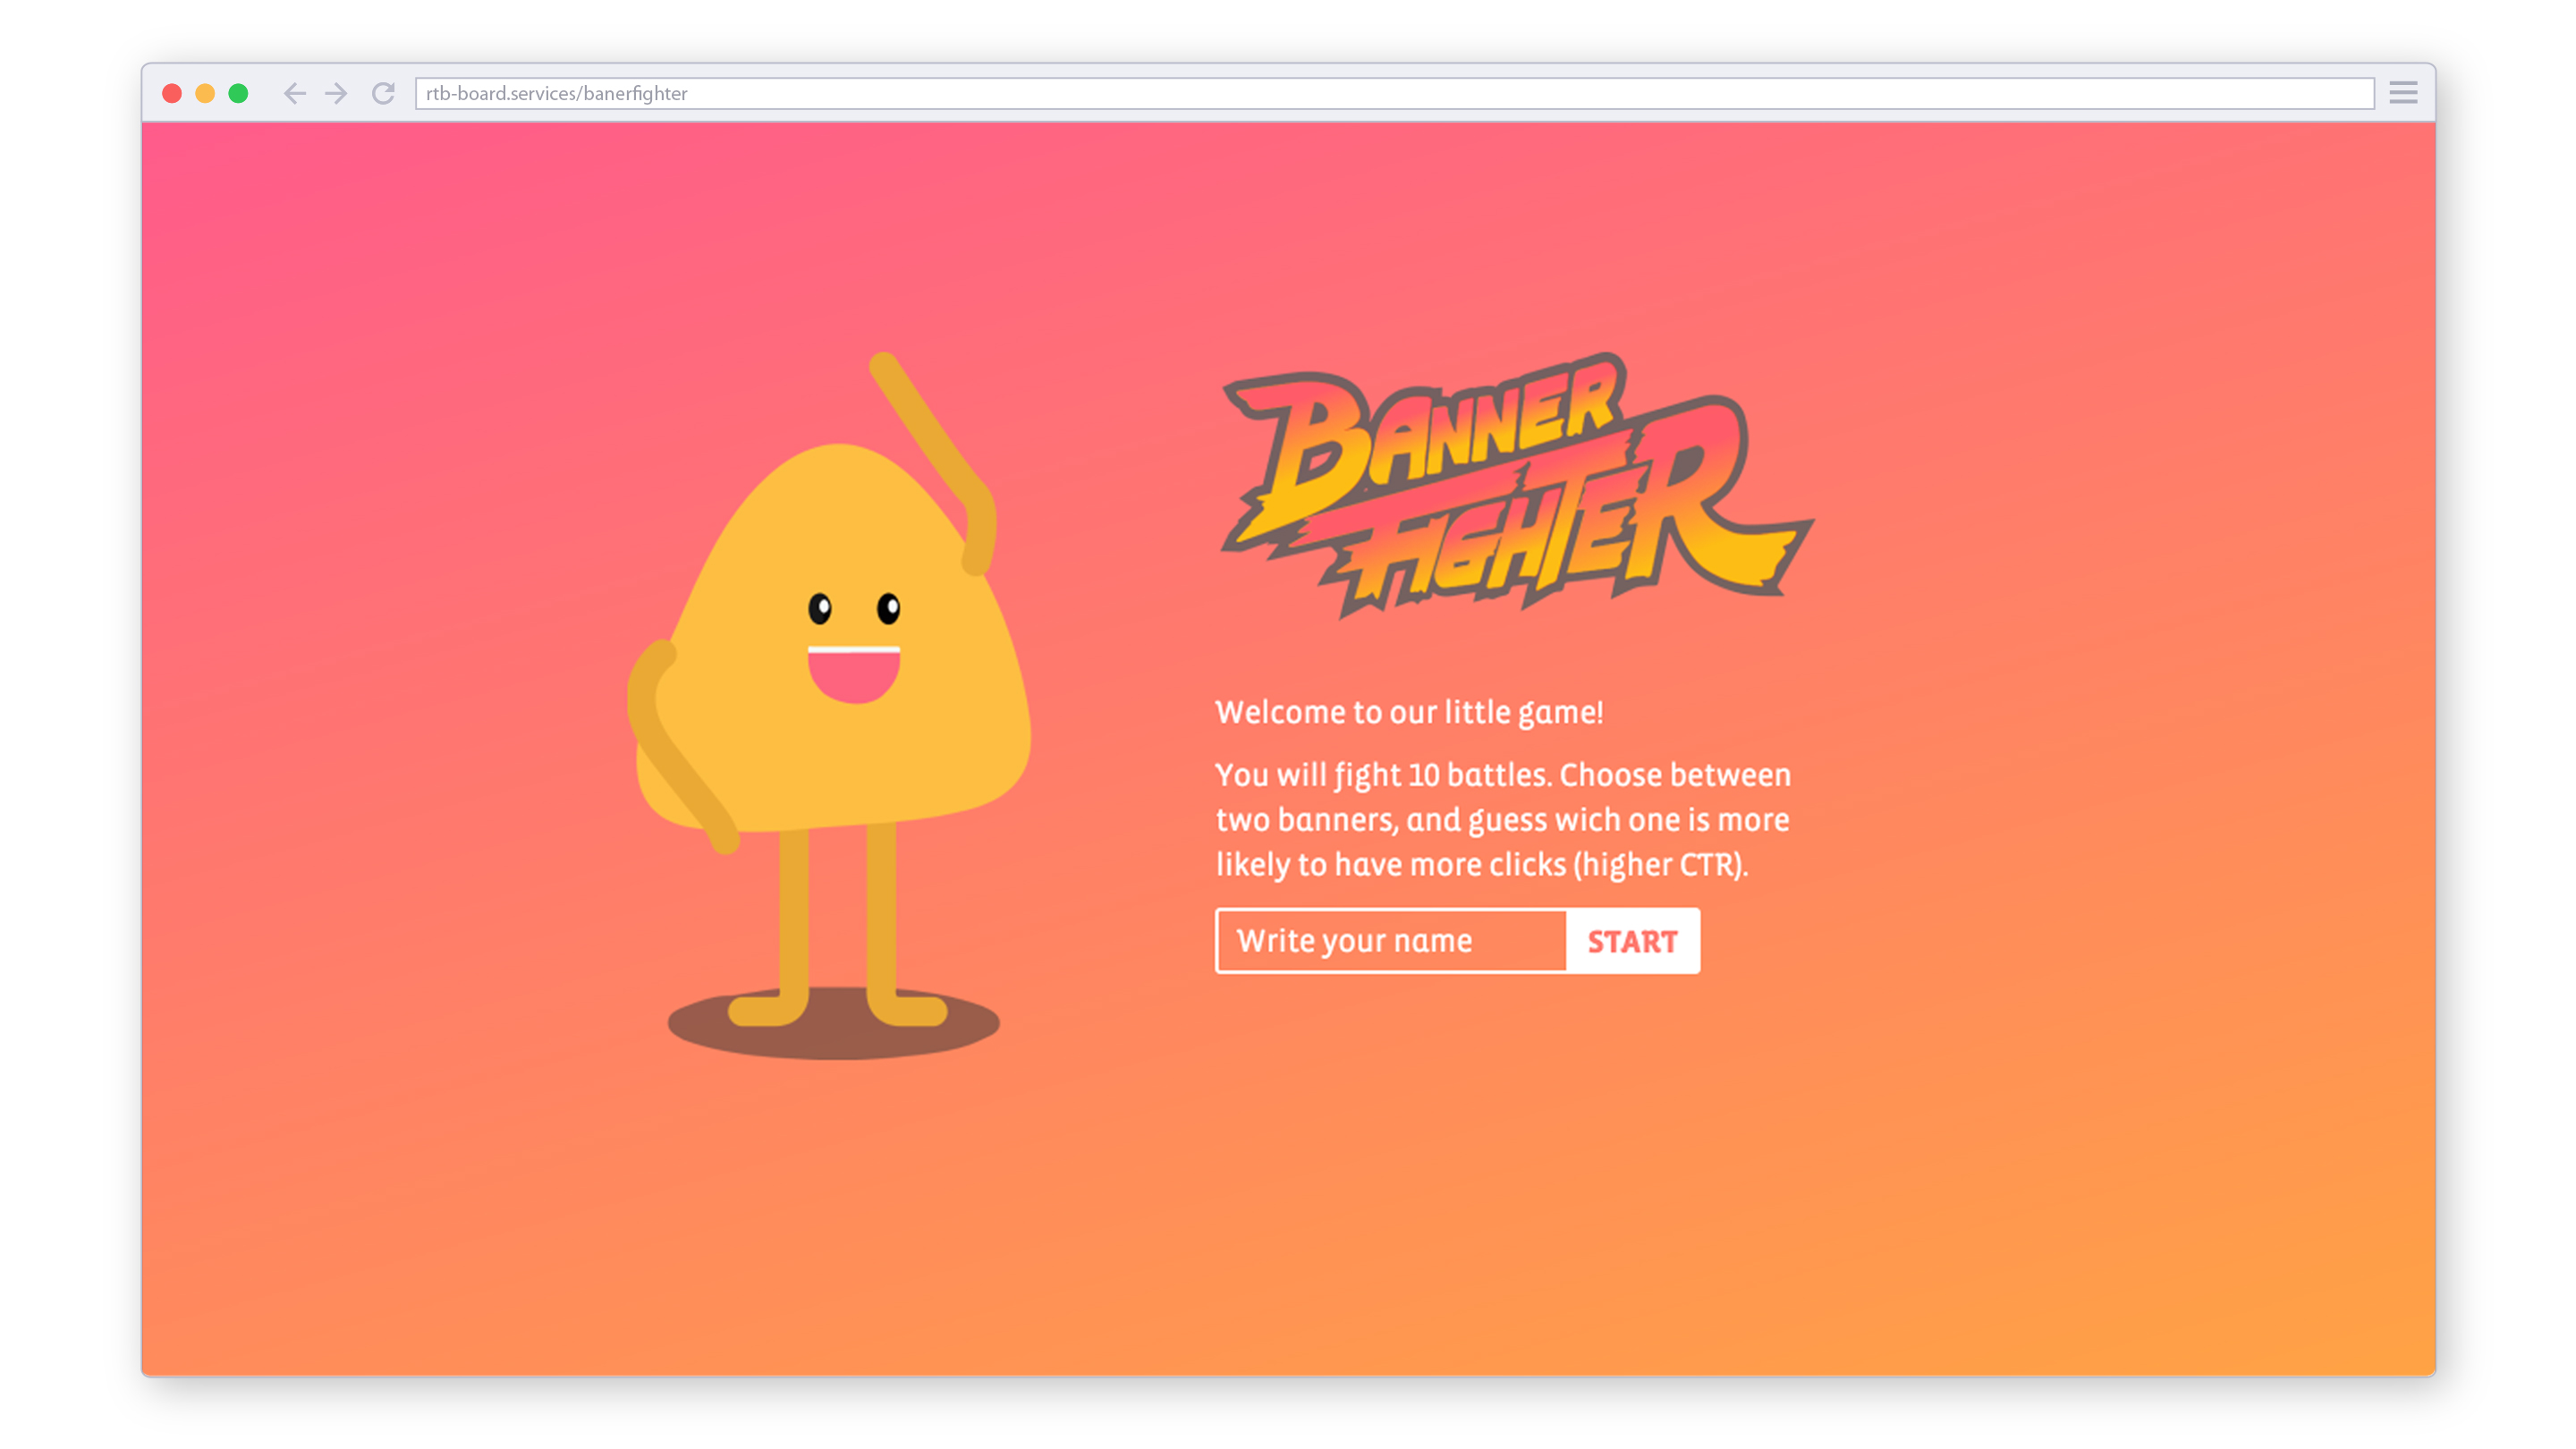 rtb-board.services/banerfighter
BANNER
FIGHTER
Welcome to our little game!
You will fight 10 battles. Choose between
two banners, and guess wich one is more
likely to have more clicks (higher CTR).
Write your name
START